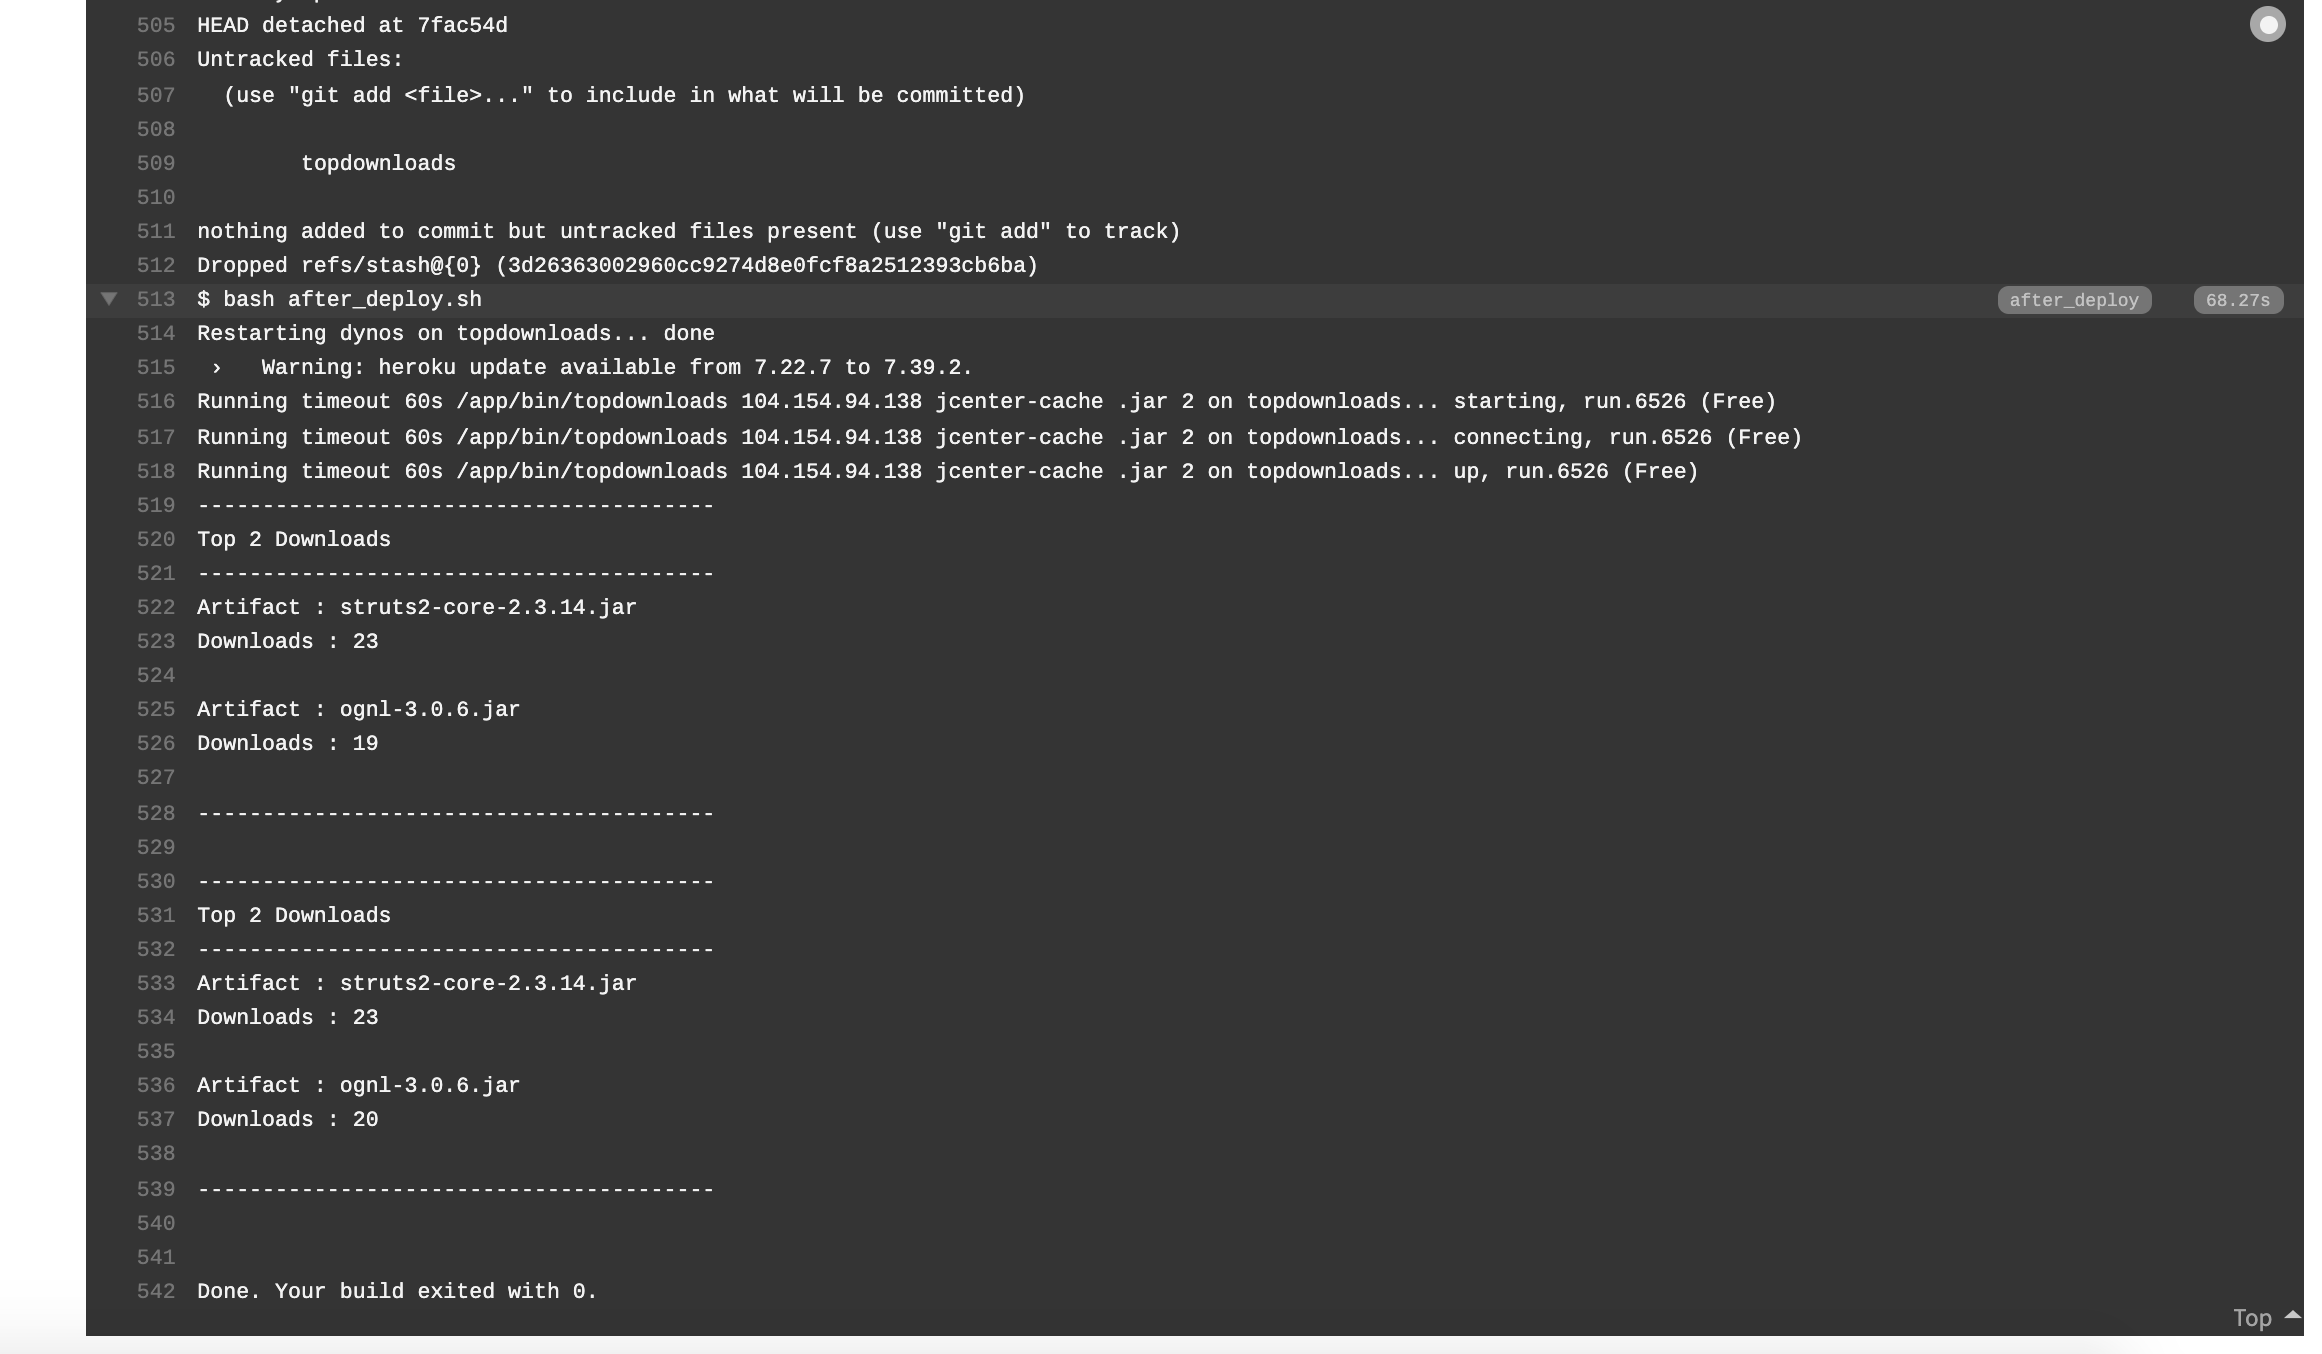 505 HEAD detached at 7fac54d
506 Untracked files:
507   (use "git add <file>..." to include in what will be committed)
508
509         topdownloads
510
511 nothing added to commit but untracked files present (use "git add" to track)
512 Dropped refs/stash@{0} (3d26363002960cc9274d8e0fcf8a2512393cb6ba)
513 $ bash after_deploy.sh after_deploy 68.27s
514 Restarting dynos on topdownloads... done
515  ›   Warning: heroku update available from 7.22.7 to 7.39.2.
516 Running timeout 60s /app/bin/topdownloads 104.154.94.138 jcenter-cache .jar 2 on topdownloads... starting, run.6526 (Free)
517 Running timeout 60s /app/bin/topdownloads 104.154.94.138 jcenter-cache .jar 2 on topdownloads... connecting, run.6526 (Free)
518 Running timeout 60s /app/bin/topdownloads 104.154.94.138 jcenter-cache .jar 2 on topdownloads... up, run.6526 (Free)
519 ----------------------------------------
520 Top 2 Downloads
521 ----------------------------------------
522 Artifact : struts2-core-2.3.14.jar
523 Downloads : 23
524
525 Artifact : ognl-3.0.6.jar
526 Downloads : 19
527
528 ----------------------------------------
529
530 ----------------------------------------
531 Top 2 Downloads
532 ----------------------------------------
533 Artifact : struts2-core-2.3.14.jar
534 Downloads : 23
535
536 Artifact : ognl-3.0.6.jar
537 Downloads : 20
538
539 ----------------------------------------
540
541
542 Done. Your build exited with 0.
Top